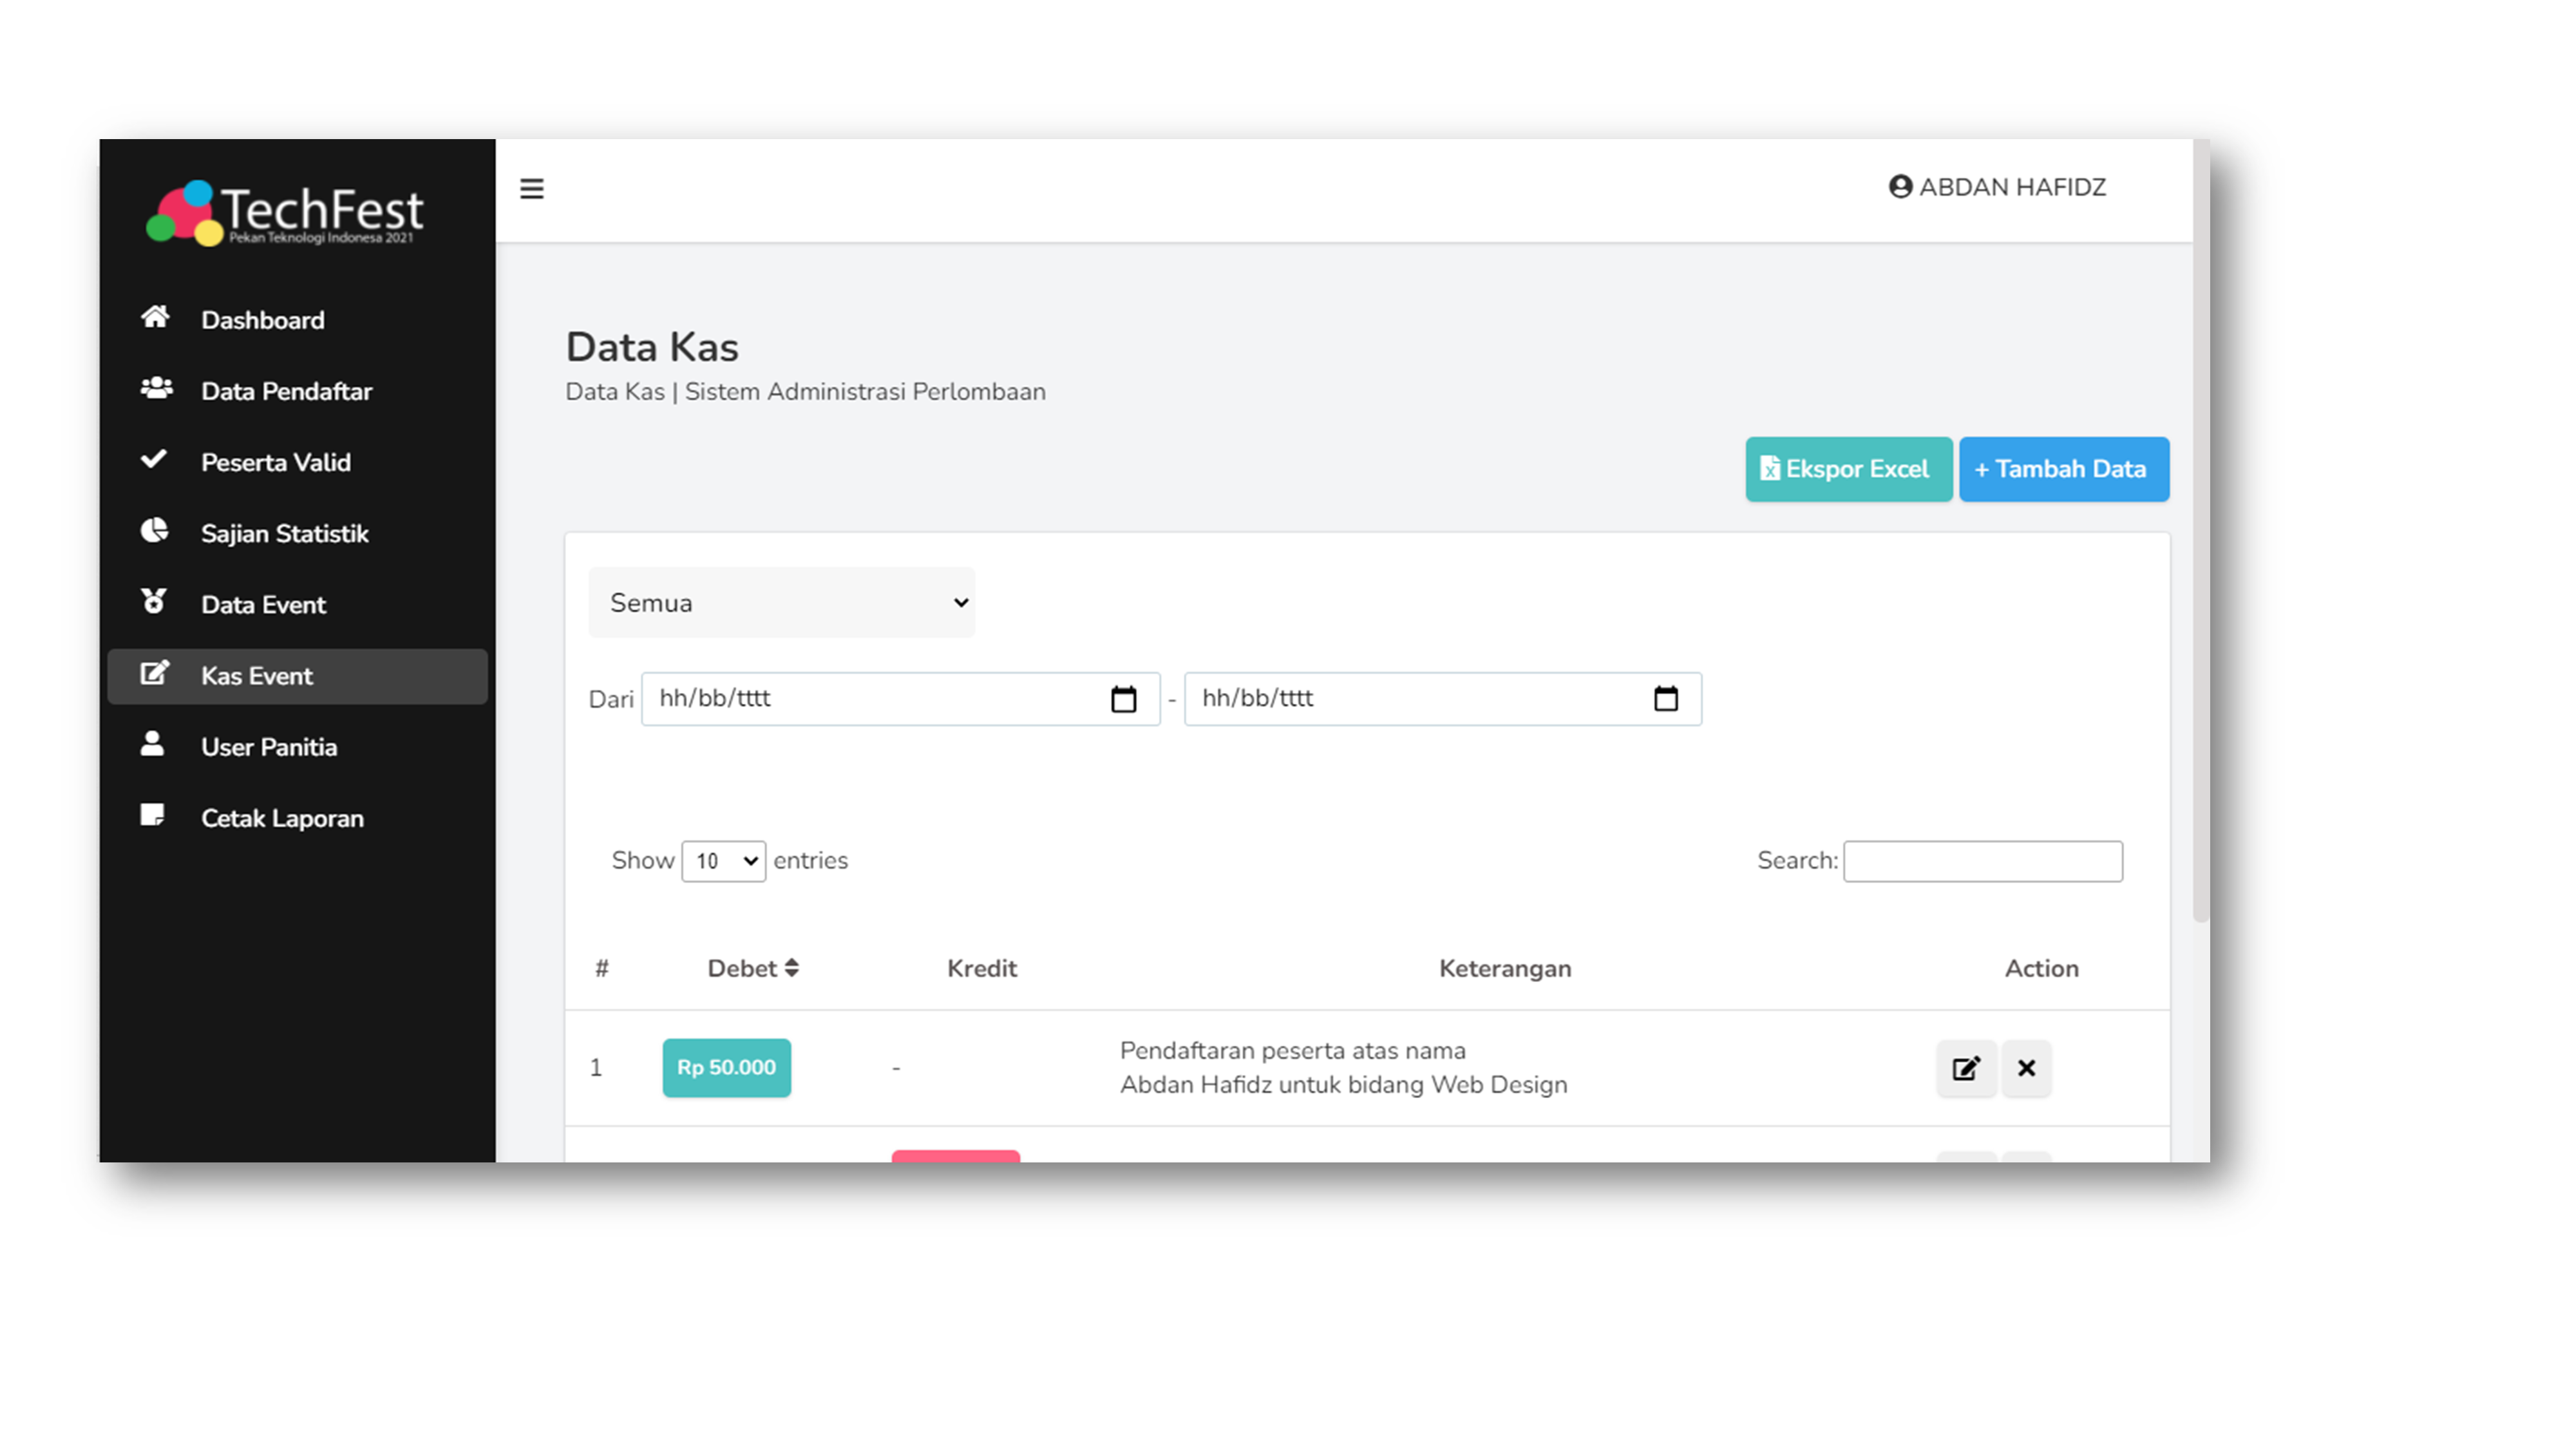 TechFest
Pekan Teknologi Indonesa 2021
ABDAN HAFIDZ
Dashboard
Data Pendaftar
Peserta Valid
Sajian Statistik
Data Event
Kas Event
User Panitia
Cetak Laporan
Data Kas
Data Kas | Sistem Administrasi Perlombaan
Ekspor Excel
+ Tambah Data
Semua
Dari hh/bb/tttt - hh/bb/tttt
Show 10 entries
Search:
# Debet Kredit Keterangan Action
1 Rp 50.000 - Pendaftaran peserta atas nama
Abdan Hafidz untuk bidang Web Design